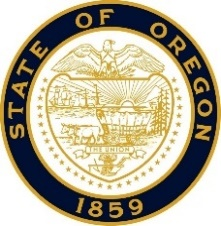 STATE OF OREGON
THE UNION
1859